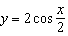 y = 2 cos x/2